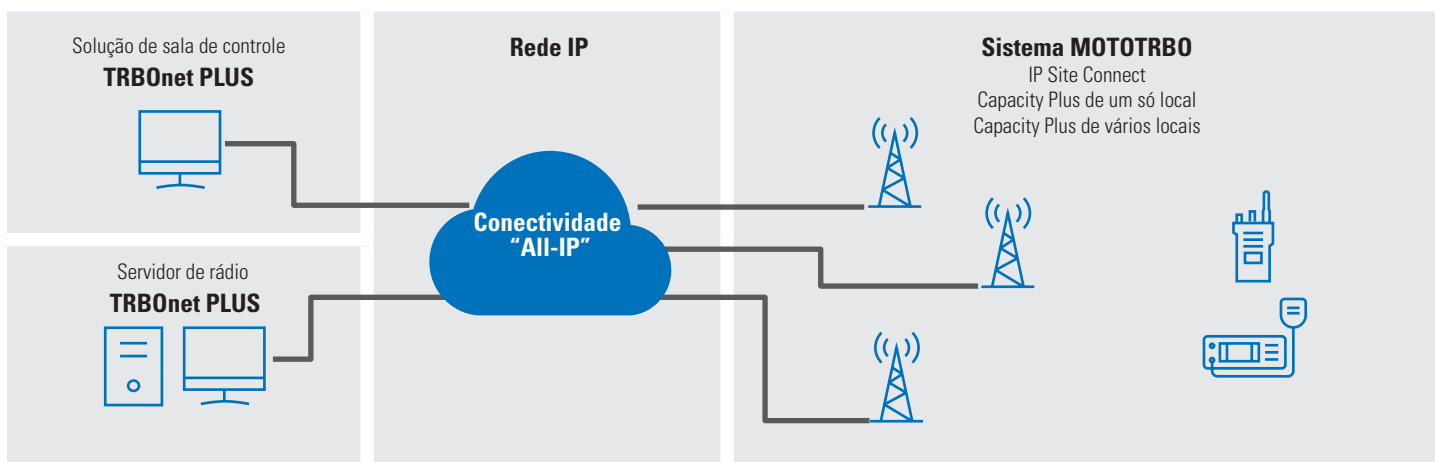 Solução de sala de controle
TRBOnet PLUS
Servidor de rádio
TRBOnet PLUS
Rede IP
Conectividade
“All-IP”
Sistema MOTOTRBO
IP Site Connect
Capacity Plus de um só local
Capacity Plus de vários locais